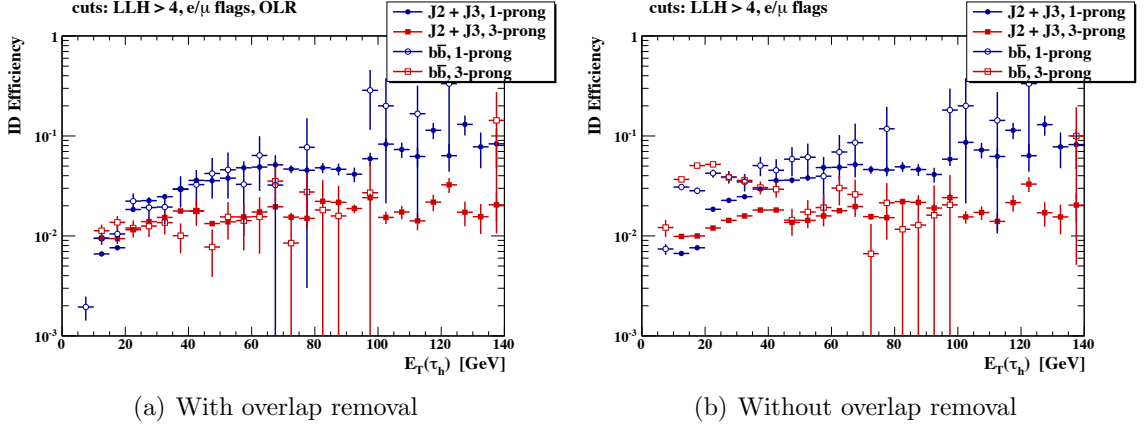 cuts: LLH > 4, e/μ flags, OLR
J2 + J3, 1-prong
J2 + J3, 3-prong
bb̅, 1-prong
bb̅, 3-prong
ID Efficiency
1
10⁻¹
10⁻²
10⁻³
0 20 40 60 80 100 120 140
E_T(τ_h) [GeV]
(a) With overlap removal
cuts: LLH > 4, e/μ flags
J2 + J3, 1-prong
J2 + J3, 3-prong
bb̅, 1-prong
bb̅, 3-prong
ID Efficiency
1
10⁻¹
10⁻²
10⁻³
0 20 40 60 80 100 120 140
E_T(τ_h) [GeV]
(b) Without overlap removal